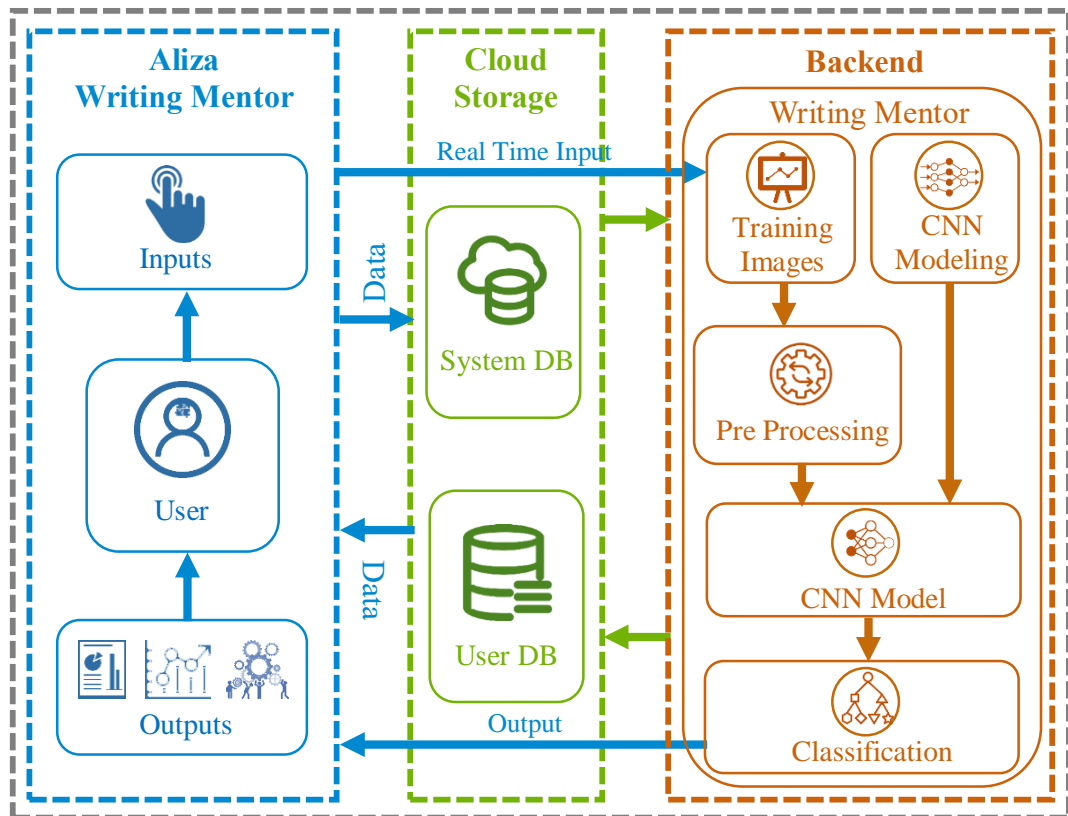 Aliza
Writing Mentor
Inputs
User
Outputs
Cloud
Storage
Real Time Input
Data
System DB
Data
User DB
Output
Backend
Writing Mentor
Training
Images
CNN
Modeling
Pre Processing
CNN Model
Classification